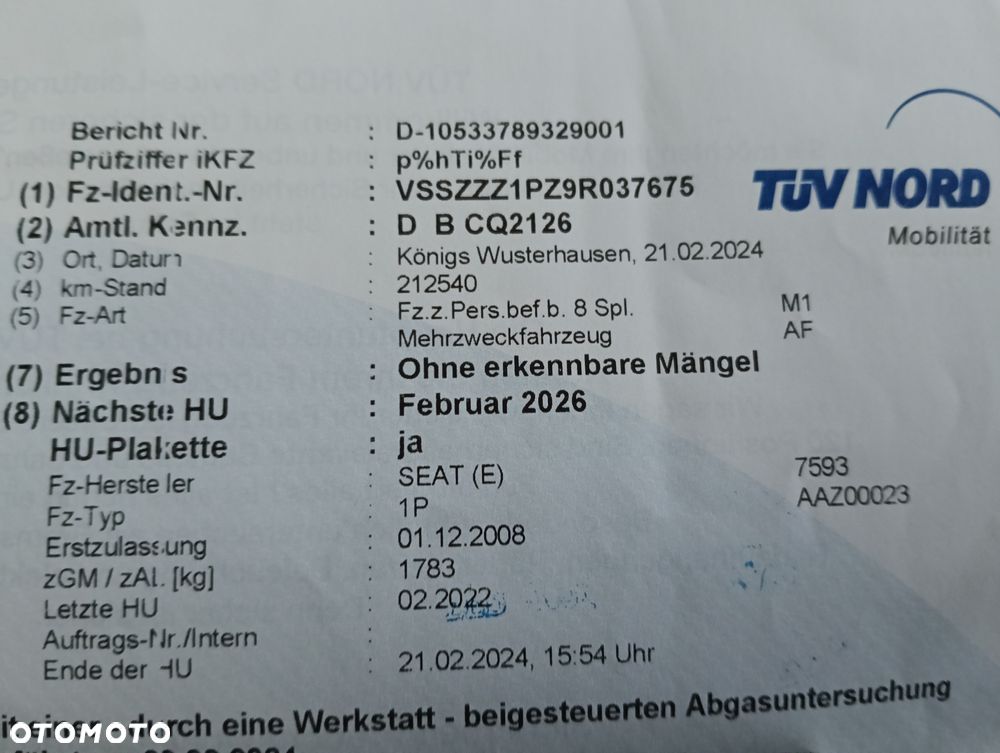 Bericht Nr. : D-10533789329001
Prüfziffer iKFZ : p%hTi%Ff
(1) Fz-Ident.-Nr. : VSSZZZ1PZ9R037675
TÜV NORD
(2) Amtl. Kennz. : D B CQ2126
Mobilität
(3) Ort, Datum : Königs Wusterhausen, 21.02.2024
(4) km-Stand : 212540
(5) Fz-Art : Fz.z.Pers.bef.b. 8 Spl. M1
Mehrzweckfahrzeug AF
(7) Ergebnis : Ohne erkennbare Mängel
(8) Nächste HU : Februar 2026
HU-Plakette : ja
Fz-Hersteller : SEAT (E) 7593
Fz-Typ : 1P AAZ00023
Erstzulassung : 01.12.2008
zGM / zAL [kg] : 1783
Letzte HU : 02.2022
Auftrags-Nr./Intern :
Ende der HU : 21.02.2024, 15:54 Uhr
durch eine Werkstatt - beigesteuerten Abgasuntersuchung
OTOMOTO